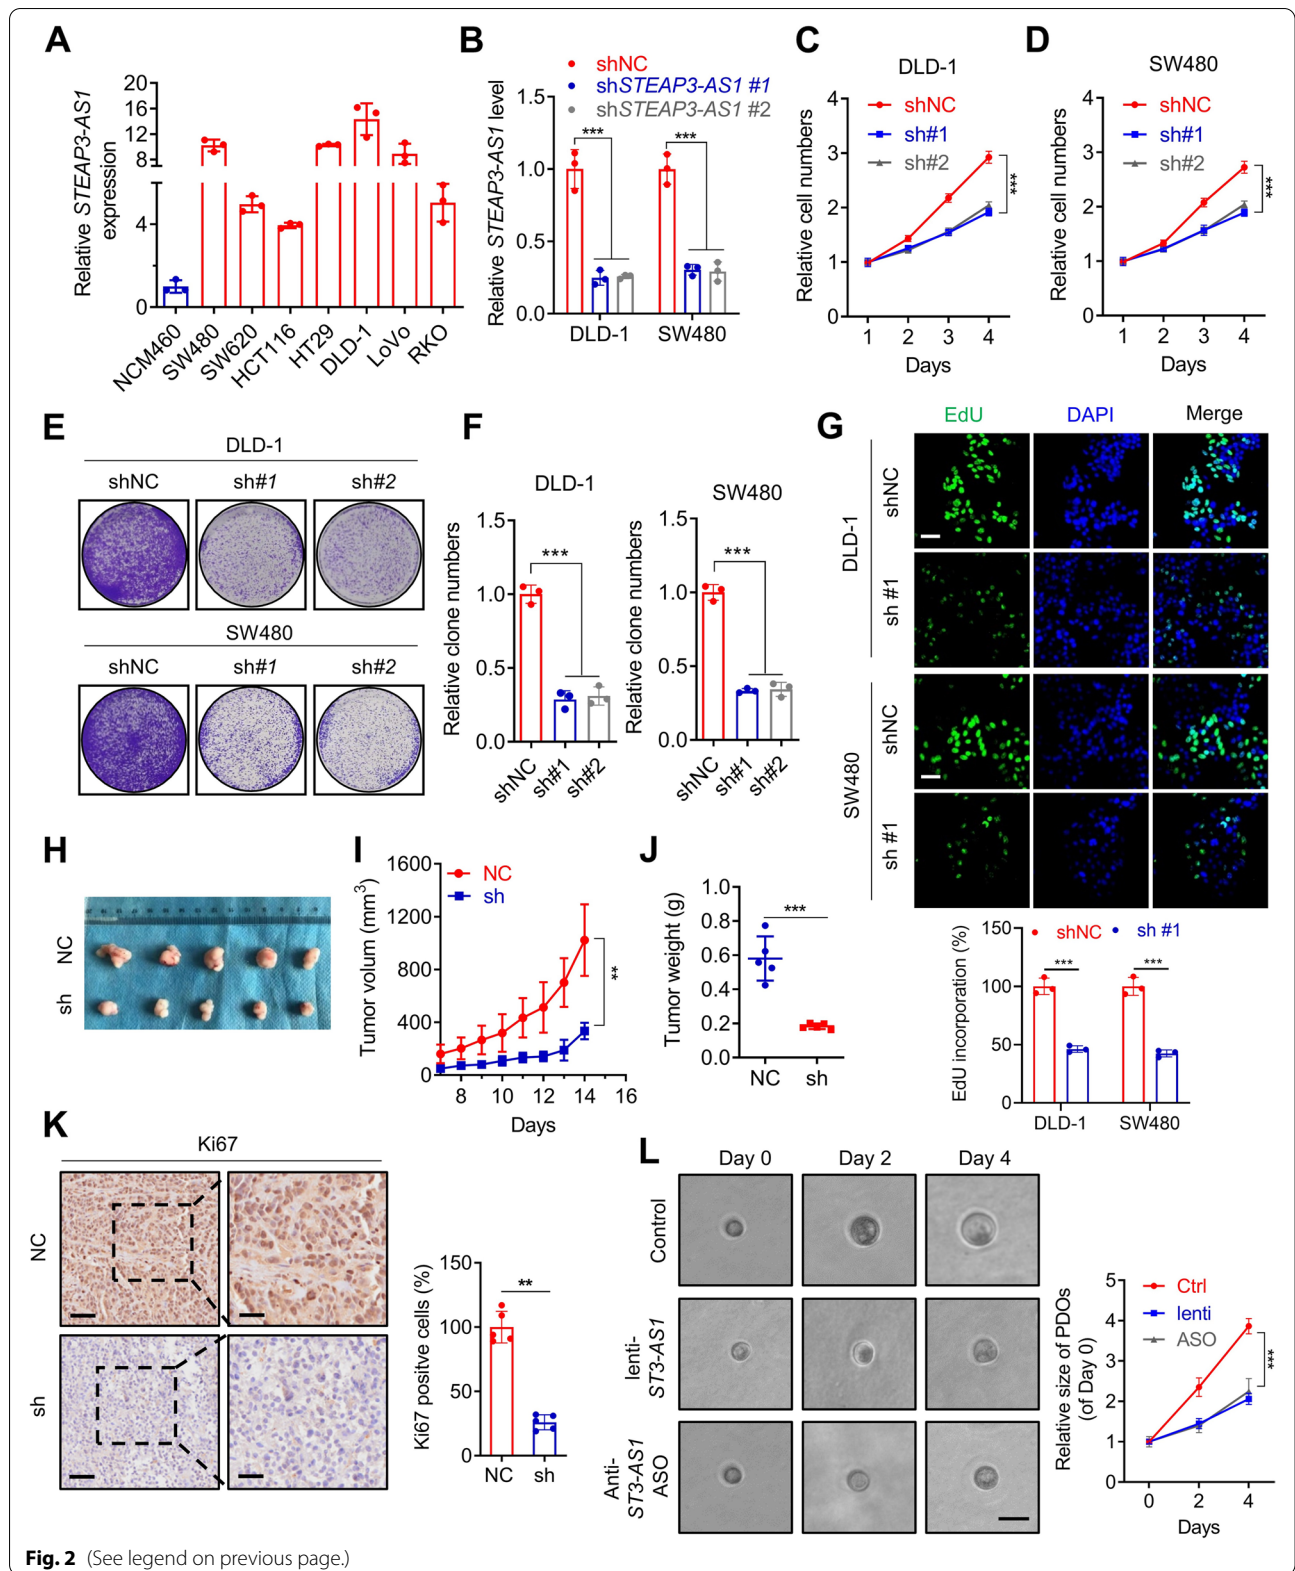 A
Relative STEAP3-AS1
expression
20
16
12
8
4
0
NCM460
SW480
SW620
HCT116
HT29
DLD-1
LoVo
RKO
B
shNC
shSTEAP3-AS1 #1
shSTEAP3-AS1 #2
Relative STEAP3-AS1 level
1.5
1.0
0.5
0.0
***
***
DLD-1
SW480
C
DLD-1
shNC
sh#1
sh#2
Relative cell numbers
4
3
2
1
0
***
1 2 3 4
Days
D
SW480
shNC
sh#1
sh#2
Relative cell numbers
4
3
2
1
0
***
1 2 3 4
Days
E
DLD-1
shNC sh#1 sh#2
SW480
shNC sh#1 sh#2
F
DLD-1
Relative clone numbers
1.5
1.0
0.5
0.0
***
shNC
sh#1
sh#2
SW480
Relative clone numbers
1.5
1.0
0.5
0.0
***
shNC
sh#1
sh#2
G
EdU DAPI Merge
DLD-1
shNC
sh #1
SW480
shNC
sh #1
EdU incorporation (%)
150
100
50
0
shNC sh #1
***
***
DLD-1
SW480
H
NC
sh
I
Tumor volum (mm3)
1600
1200
800
400
0
NC
sh
**
8 10 12 14 16
Days
J
Tumor weight (g)
1.0
0.8
0.6
0.4
0.2
0.0
***
NC sh
K
Ki67
NC
sh
Ki67 positive cells (%)
150
100
50
0
**
NC sh
L
Day 0 Day 2 Day 4
Control
lenti-
ST3-AS1
Anti-
ST3-AS1
ASO
Relative size of PDOs
(of Day 0)
5
4
3
2
1
0
Ctrl
lenti
ASO
***
0 2 4
Days
Fig. 2 (See legend on previous page.)